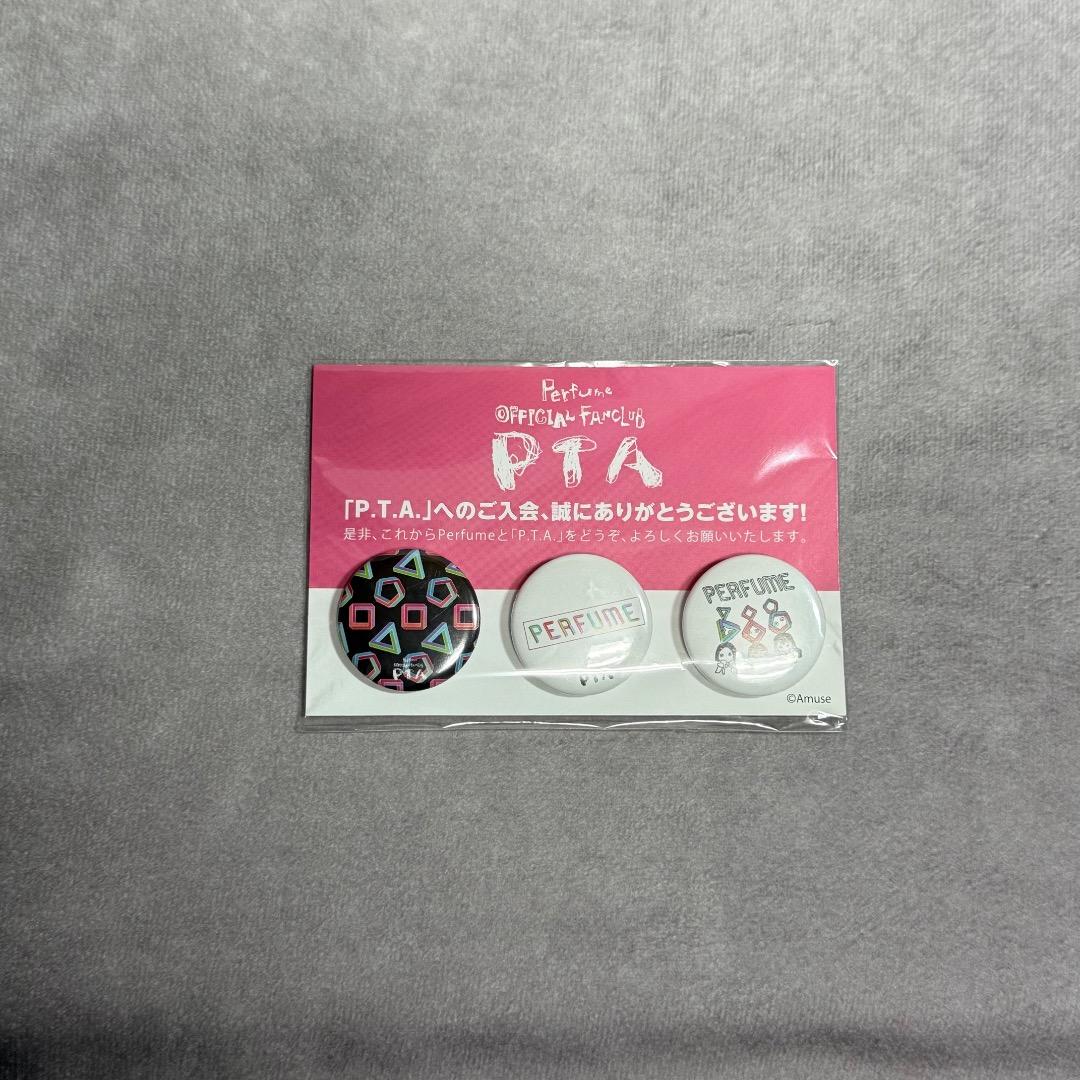 Perfume
©OFFICIAL FANCLUB
PTA
「P.T.A.」へのご入会、誠にありがとうございます!
是非、これからPerfumeと「P.T.A.」をどうぞ、よろしくお願いいたします。
PTA
PERFUME
PTA
PERFUME
©Amuse